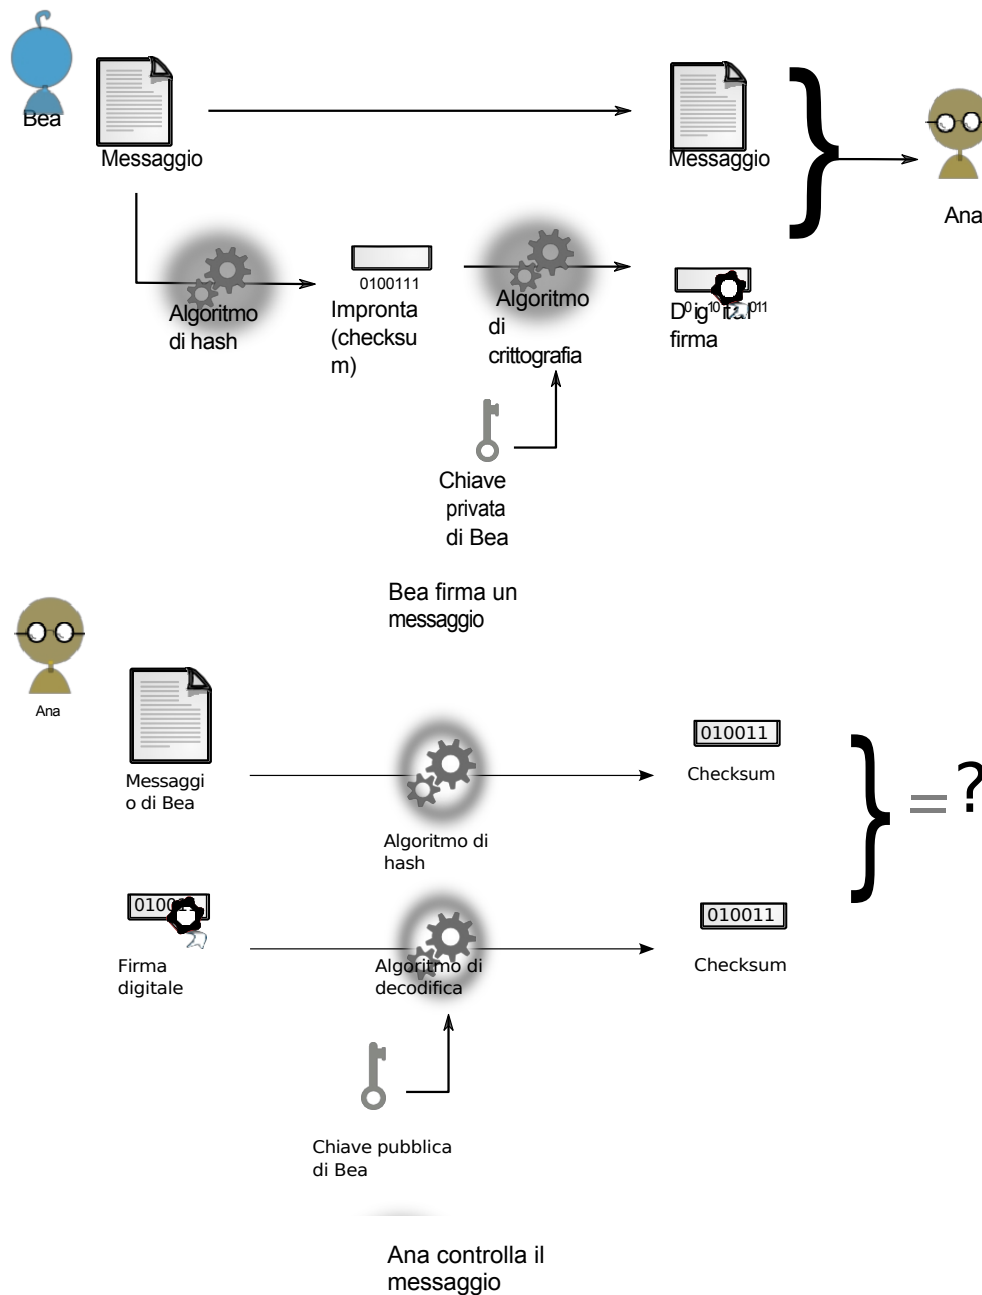 Bea
Messaggio
Messaggio
Ana
0100111
Algoritmo
di hash
Impronta
(checksu
m)
Algoritmo
di
crittografia
firma
Chiave
privata
di Bea
Bea firma un
messaggio
Ana
Messaggi
o di Bea
Algoritmo di
hash
010011
Checksum
= ?
Firma
digitale
Algoritmo di
decodifica
010011
Checksum
Chiave pubblica
di Bea
Ana controlla il
messaggio